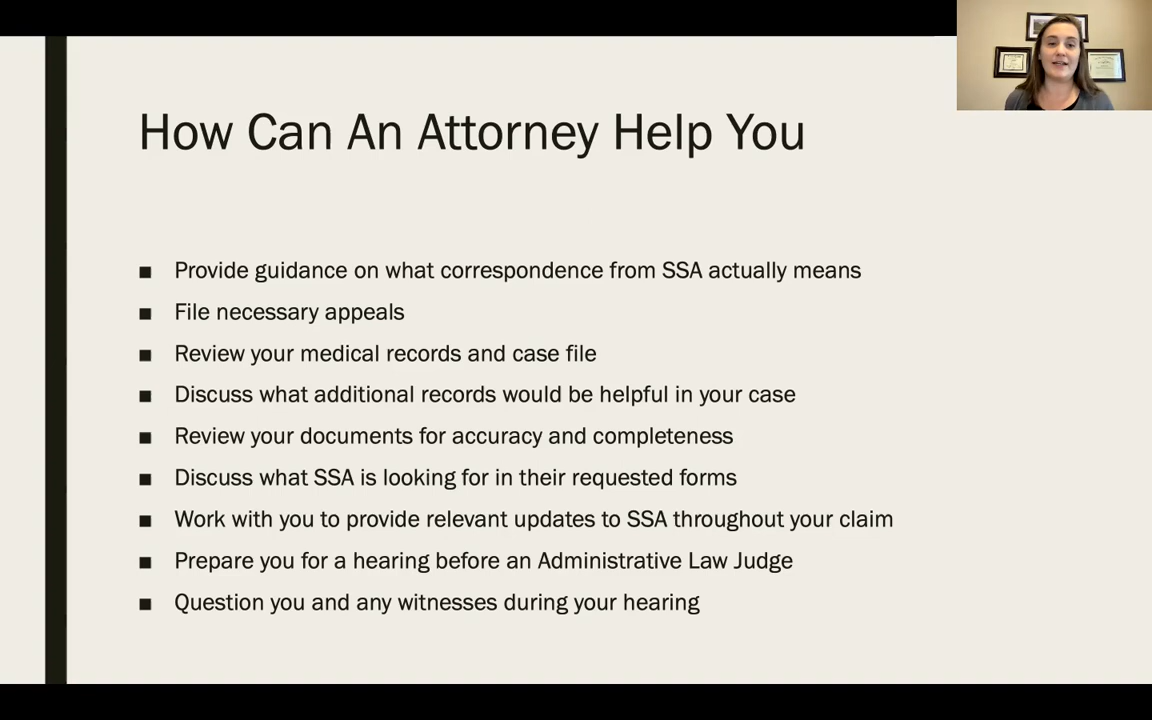 How Can An Attorney Help You
■ Provide guidance on what correspondence from SSA actually means
■ File necessary appeals
■ Review your medical records and case file
■ Discuss what additional records would be helpful in your case
■ Review your documents for accuracy and completeness
■ Discuss what SSA is looking for in their requested forms
■ Work with you to provide relevant updates to SSA throughout your claim
■ Prepare you for a hearing before an Administrative Law Judge
■ Question you and any witnesses during your hearing